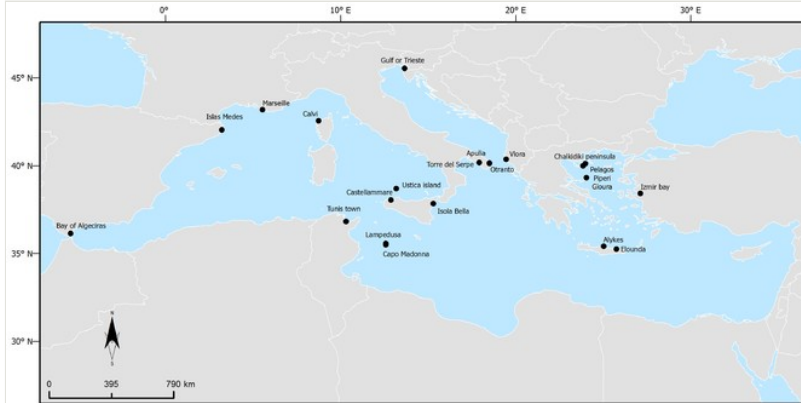 0° 10° E 20° E 30° E
45° N
40° N
35° N
30° N
Gulf or Trieste
Marseille
Isles Medes
Calvi
Apulia
Vlora
Torre del Serpe
Otranto
Chalkidiki peninsula
Pelagos
Piperi
Gioura
Izmir bay
Ustica island
Castellammare
Isola Bella
Tunis town
Bay of Algeciras
Lampedusa
Capo Madonna
Alykes
Elounda
N
S
0 395 790 km